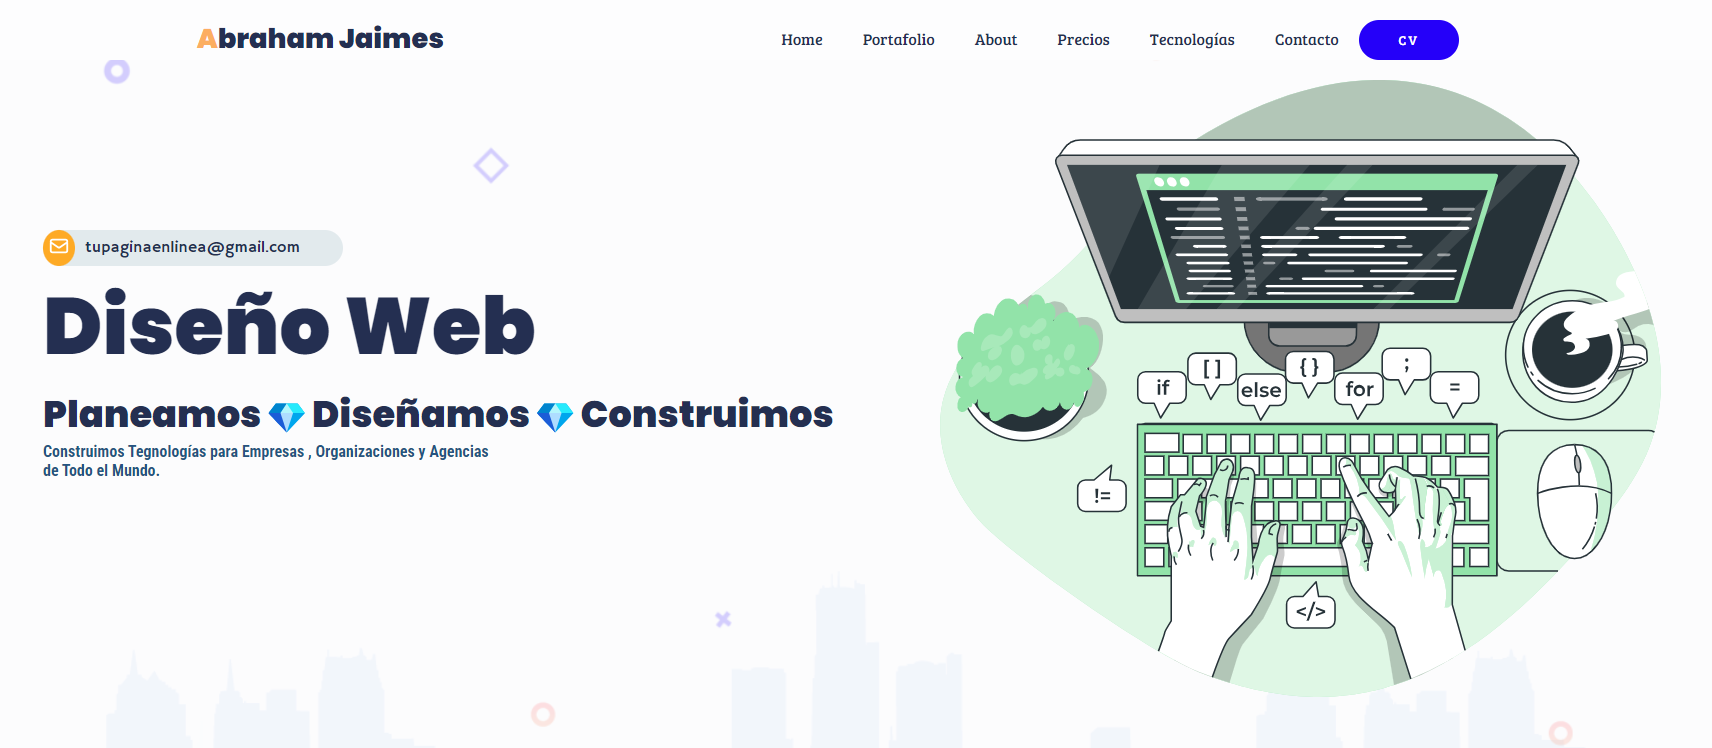 Abraham Jaimes
Home Portafolio About Precios Tecnologías Contacto CV
tupaginaenlinea@gmail.com
Diseño Web
Planeamos 💎 Diseñamos 💎 Construimos
Construimos Tegnologías para Empresas , Organizaciones y Agencias
de Todo el Mundo.
if [ ] else { } for ; =
!=
</>